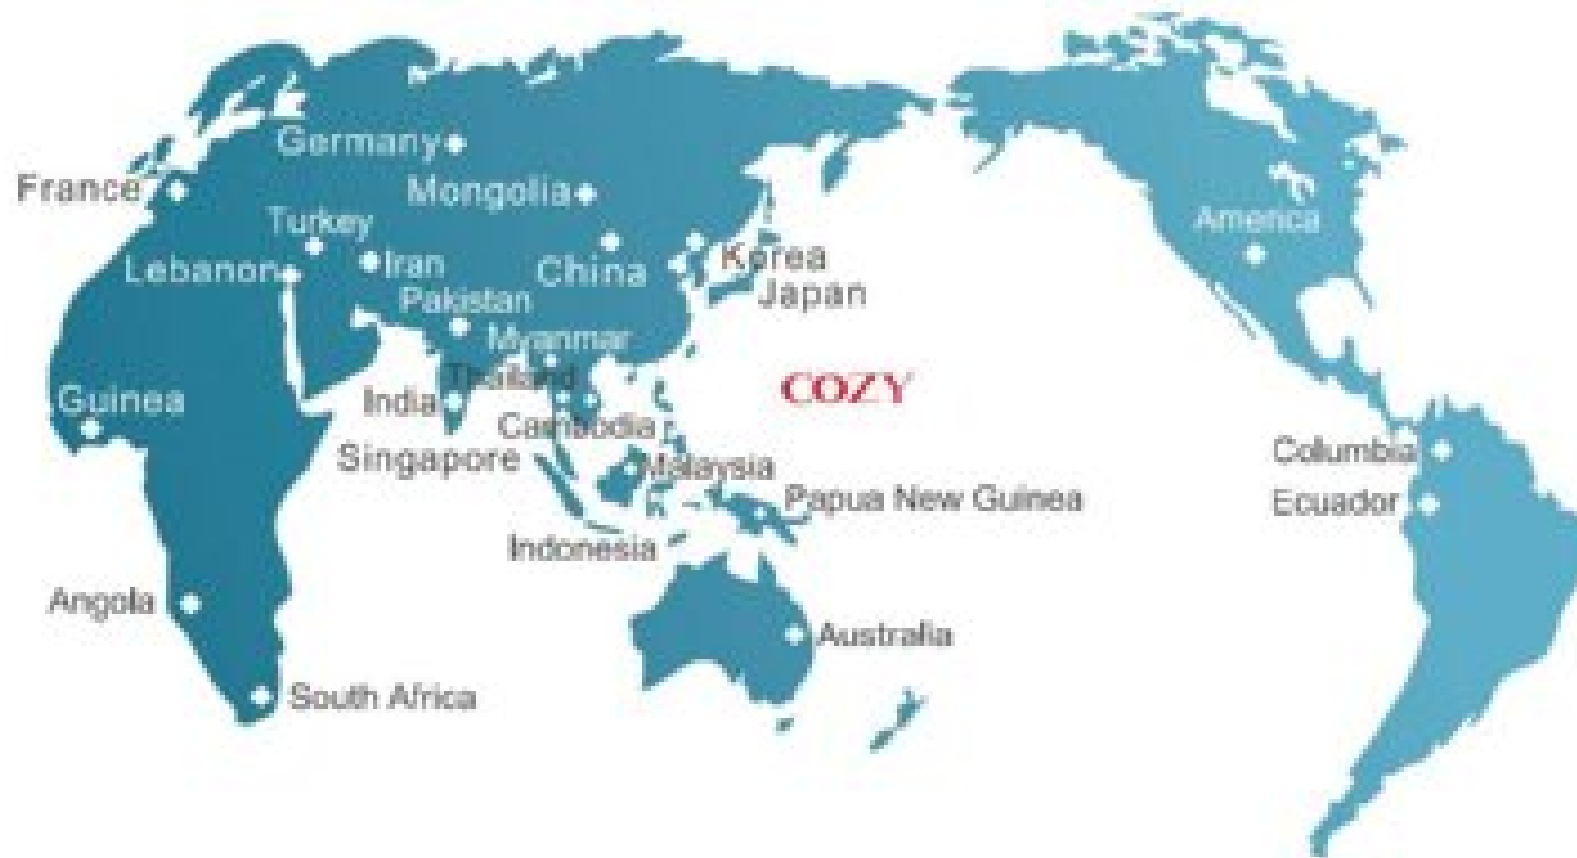 Germany
France
Mongolia
Turkey
Lebanon
Iran
China
Korea
Japan
Pakistan
Myanmar
Thailand
India
Cambodia
Singapore
Malaysia
Papua New Guinea
Indonesia
Guinea
Angola
South Africa
Australia
COZY
America
Columbia
Ecuador